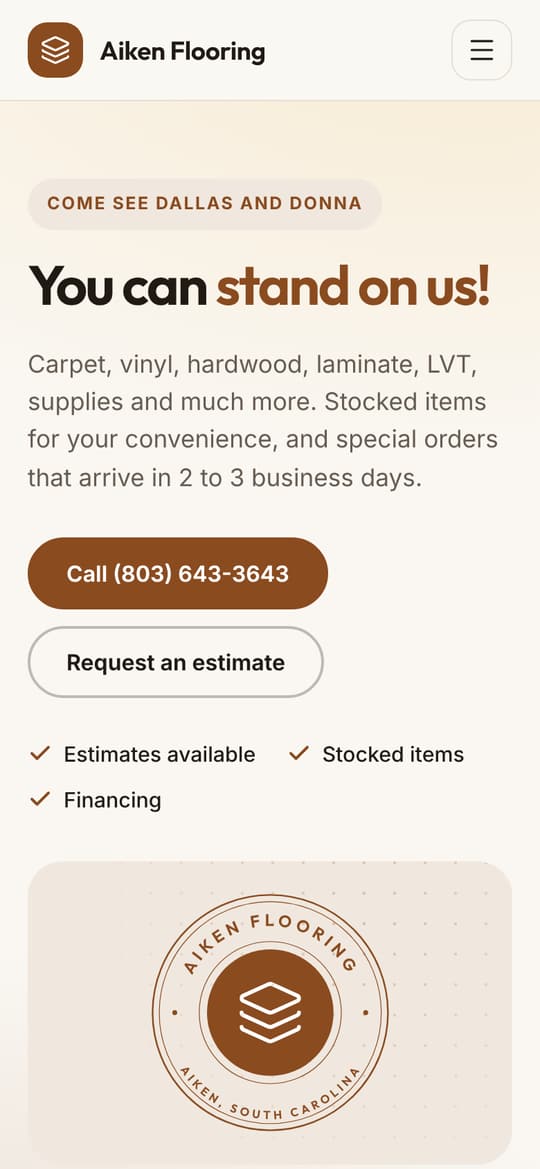 Aiken Flooring
COME SEE DALLAS AND DONNA
You can stand on us!
Carpet, vinyl, hardwood, laminate, LVT,
supplies and much more. Stocked items
for your convenience, and special orders
that arrive in 2 to 3 business days.
Call (803) 643-3643
Request an estimate
Estimates available
Stocked items
Financing
AIKEN FLOORING
AIKEN, SOUTH CAROLINA